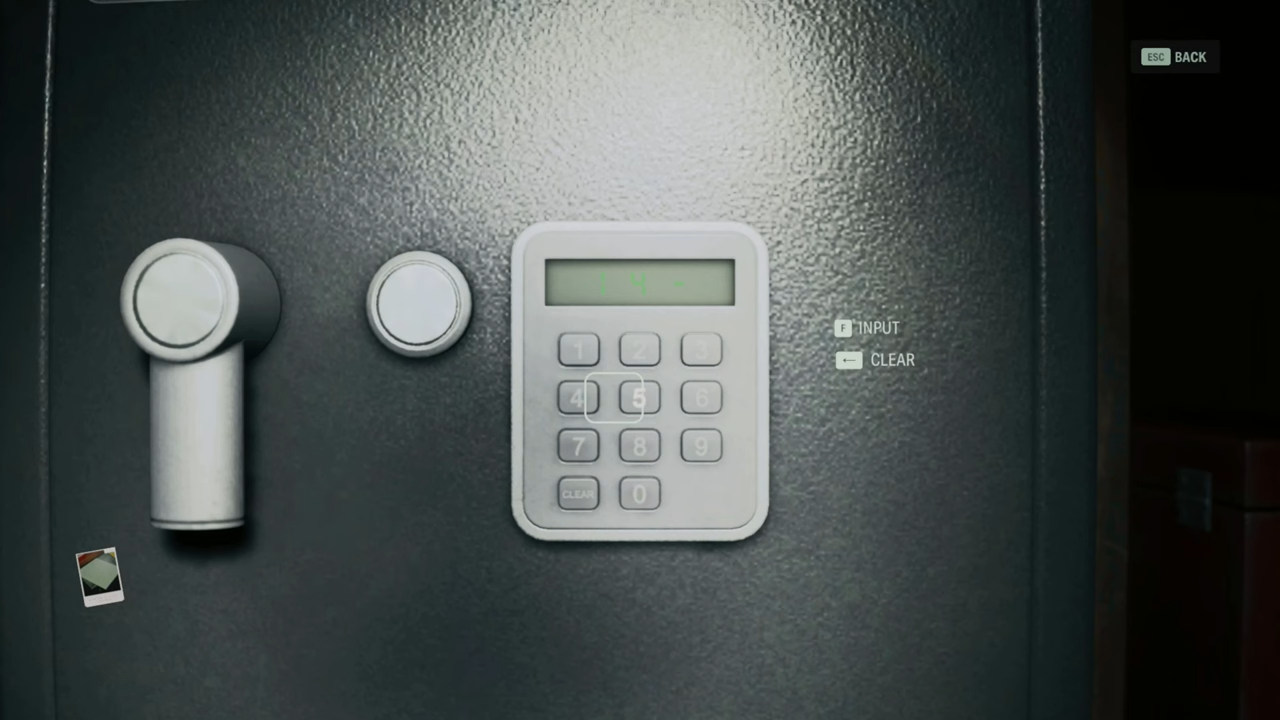 ESC BACK
1 4 -
1 2 3
F INPUT
← CLEAR
4 5 6
7 8 9
CLEAR 0